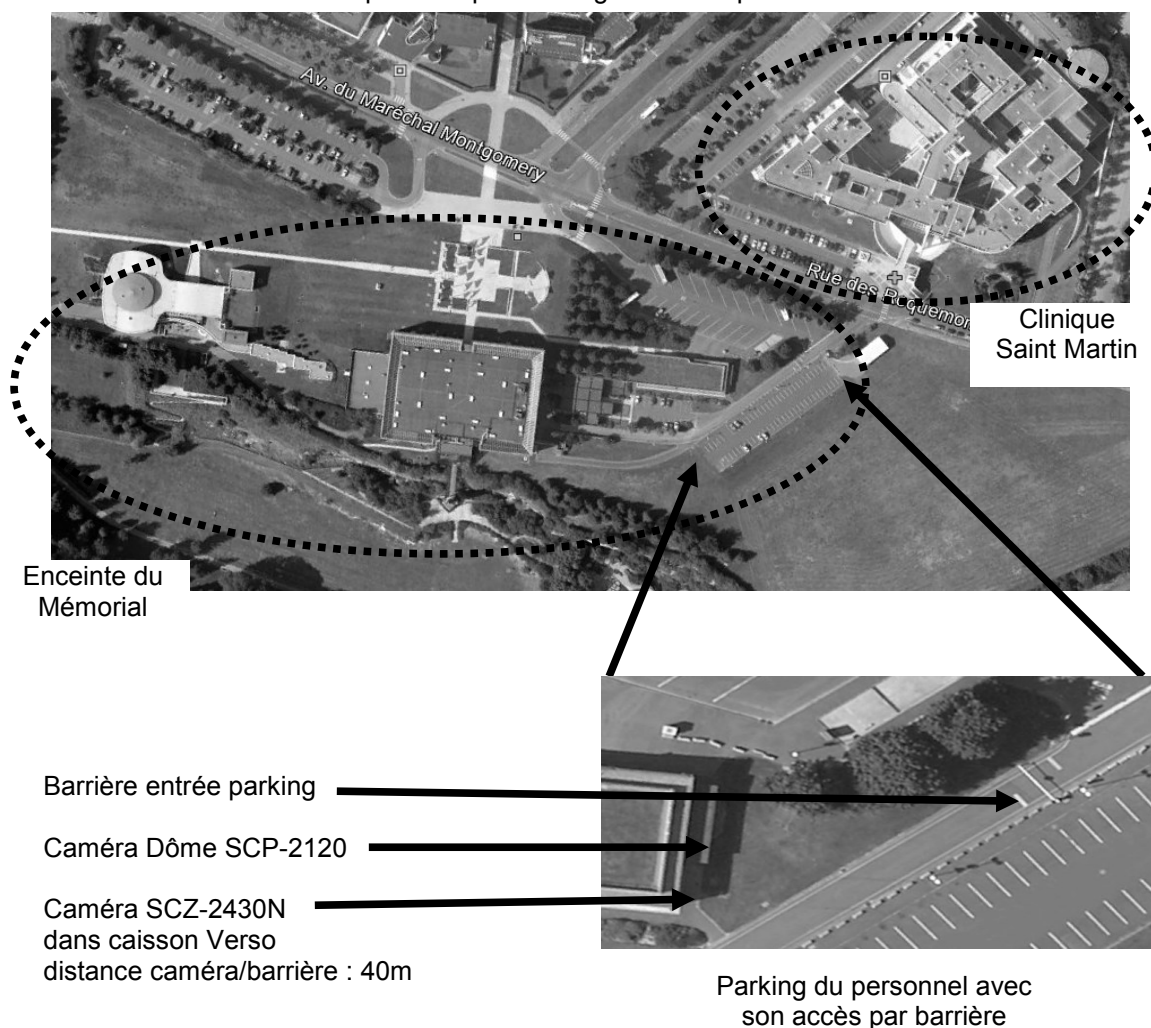 Av. du Maréchal Montgomery
Rue des Roquemon
Clinique
Saint Martin
Enceinte du
Mémorial
Barrière entrée parking
Caméra Dôme SCP-2120
Caméra SCZ-2430N
dans caisson Verso
distance caméra/barrière : 40m
Parking du personnel avec
son accès par barrière